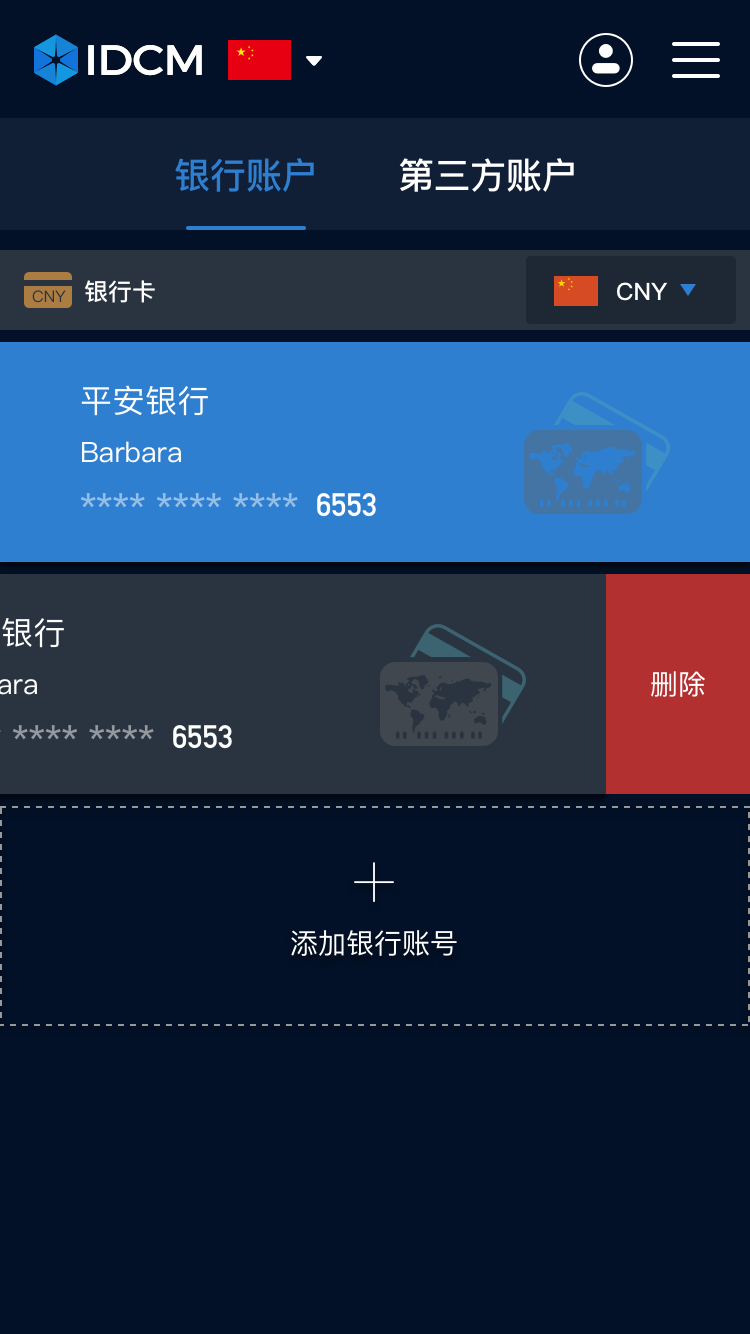 IDCM
银行账户 第三方账户
CNY 银行卡 CNY
平安银行
Barbara
**** **** **** 6553
银行
ara
**** **** 6553
删除
添加银行账号